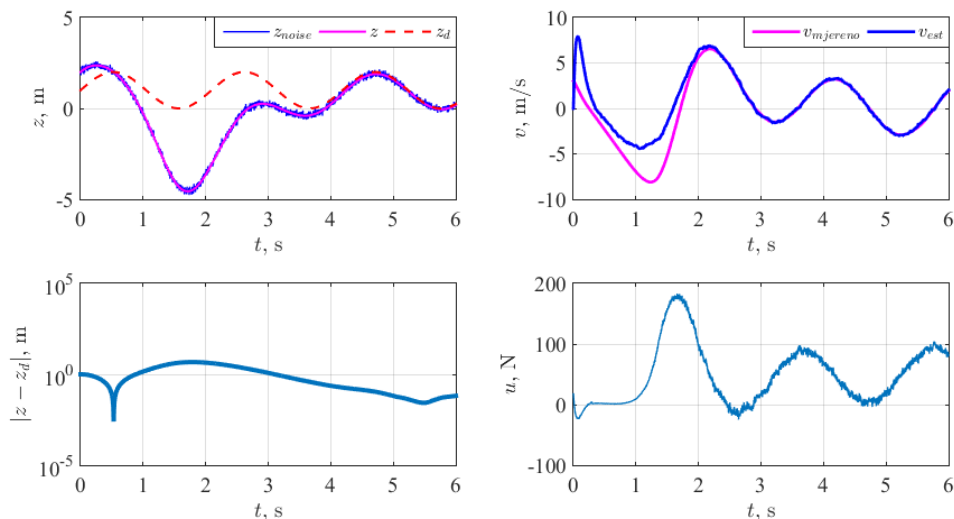 z_noise z z_d
5
0
-5
z, m
0 1 2 3 4 5 6
t, s
v_mjereno v_est
10
5
0
-5
-10
v, m/s
0 1 2 3 4 5 6
t, s
10^5
10^0
10^-5
|z − z_d|, m
0 1 2 3 4 5 6
t, s
200
100
0
-100
u, N
0 1 2 3 4 5 6
t, s